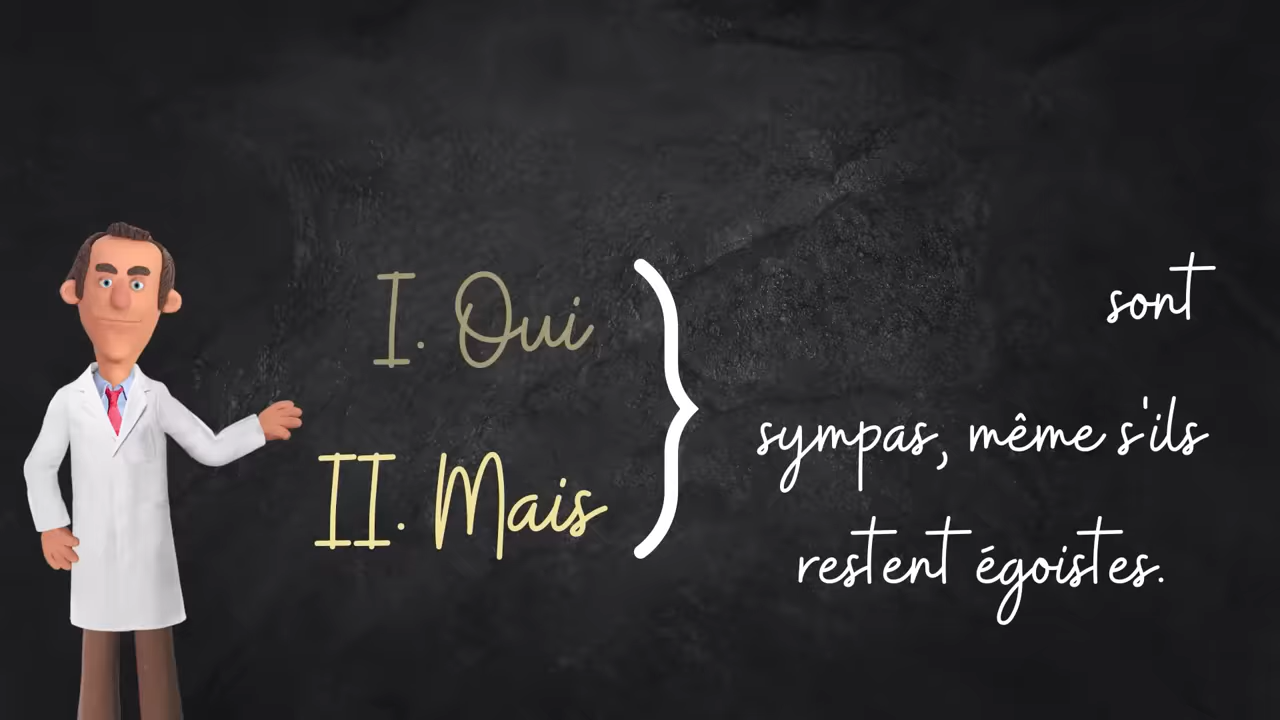 I. Oui
II. Mais
sont
sympas, même s'ils
restent égoistes.